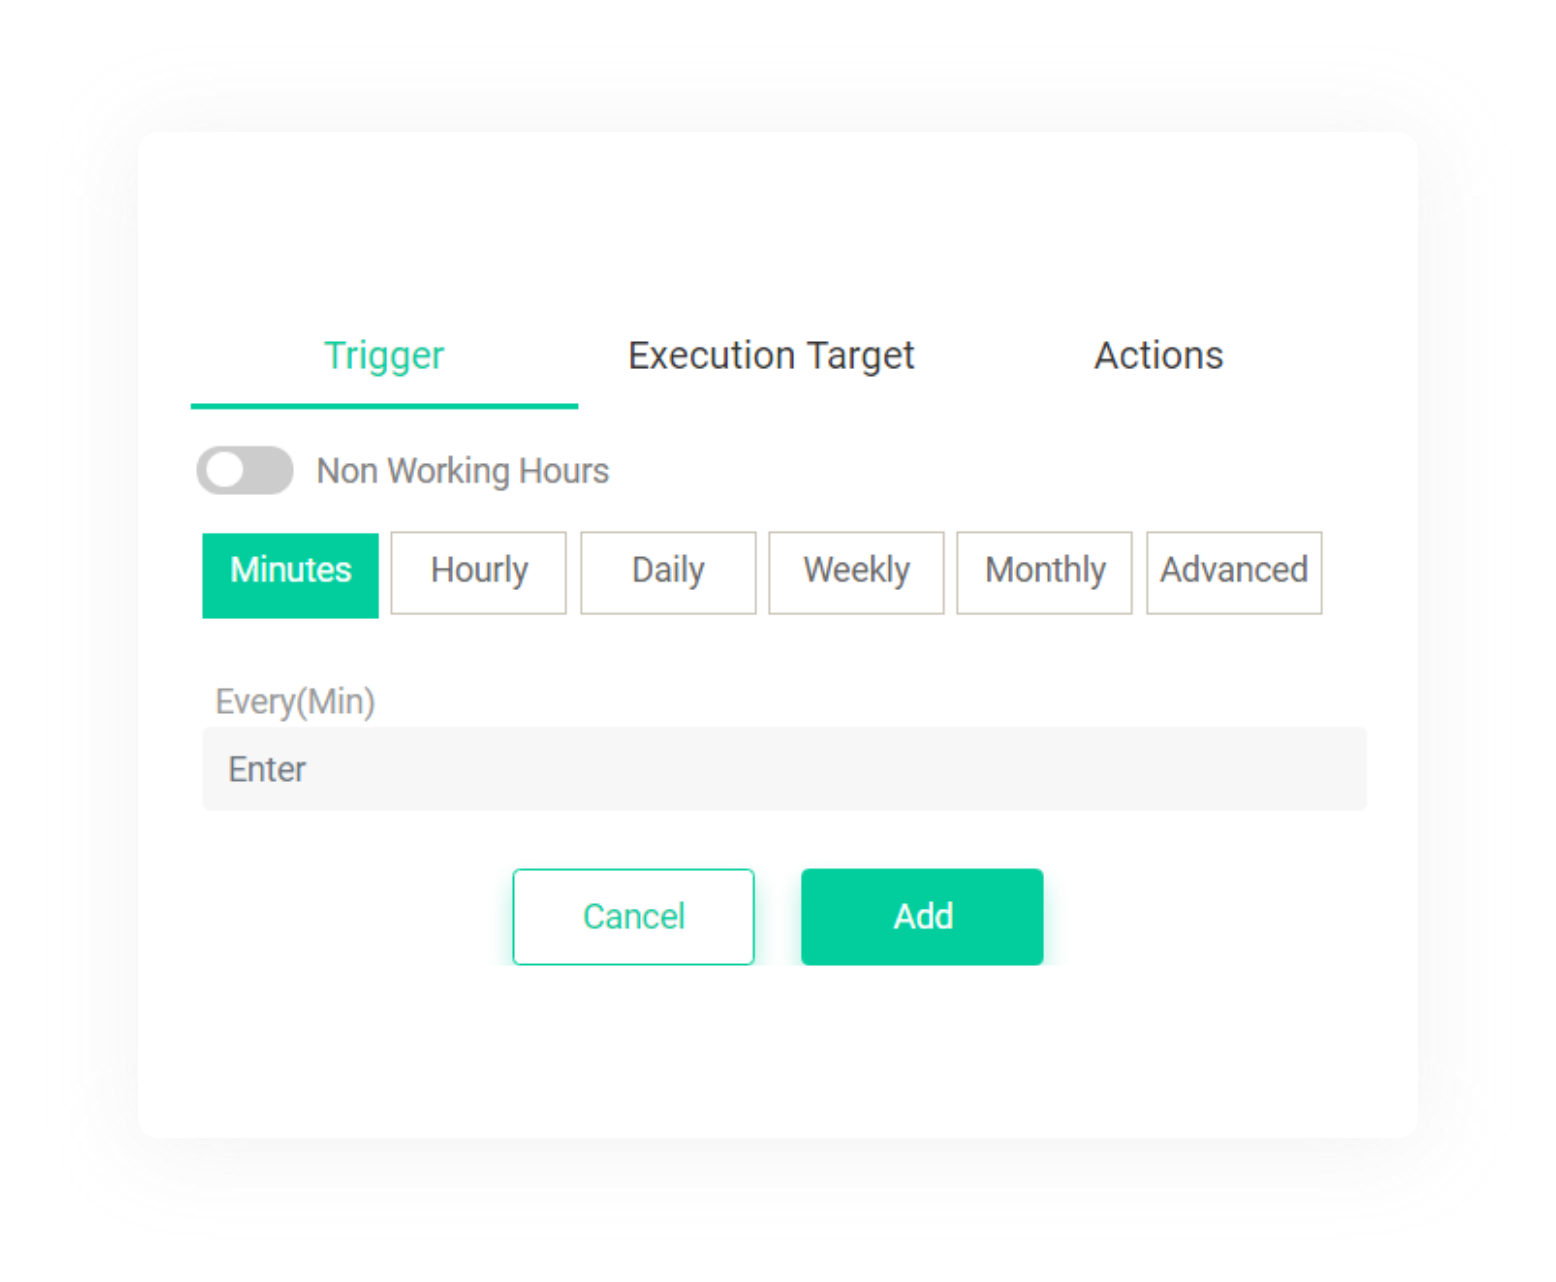 Trigger Execution Target Actions
Non Working Hours
Minutes Hourly Daily Weekly Monthly Advanced
Every(Min)
Enter
Cancel Add